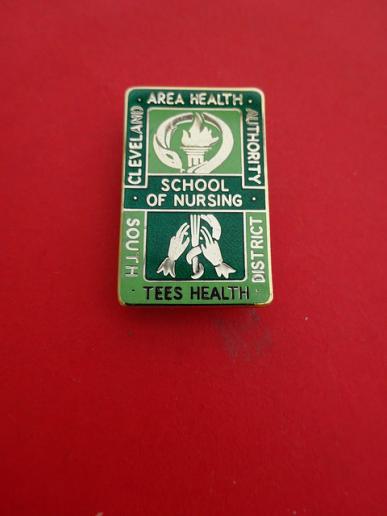 CLEVELAND
· AREA HEALTH ·
AUTHORITY
SCHOOL
· OF NURSING ·
SOUTH
· TEES HEALTH ·
DISTRICT